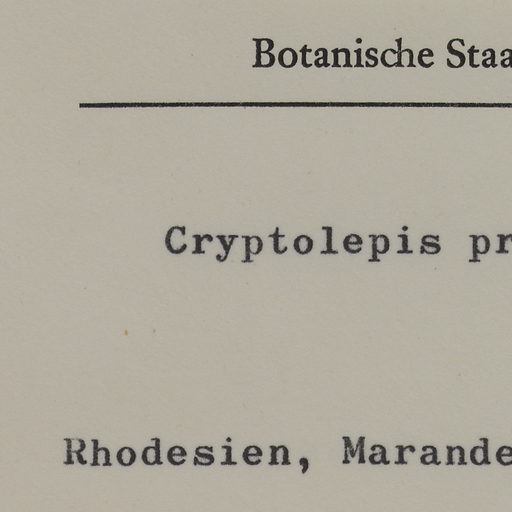 Botanische Staa
Cryptolepis pr
Rhodesien, Marande